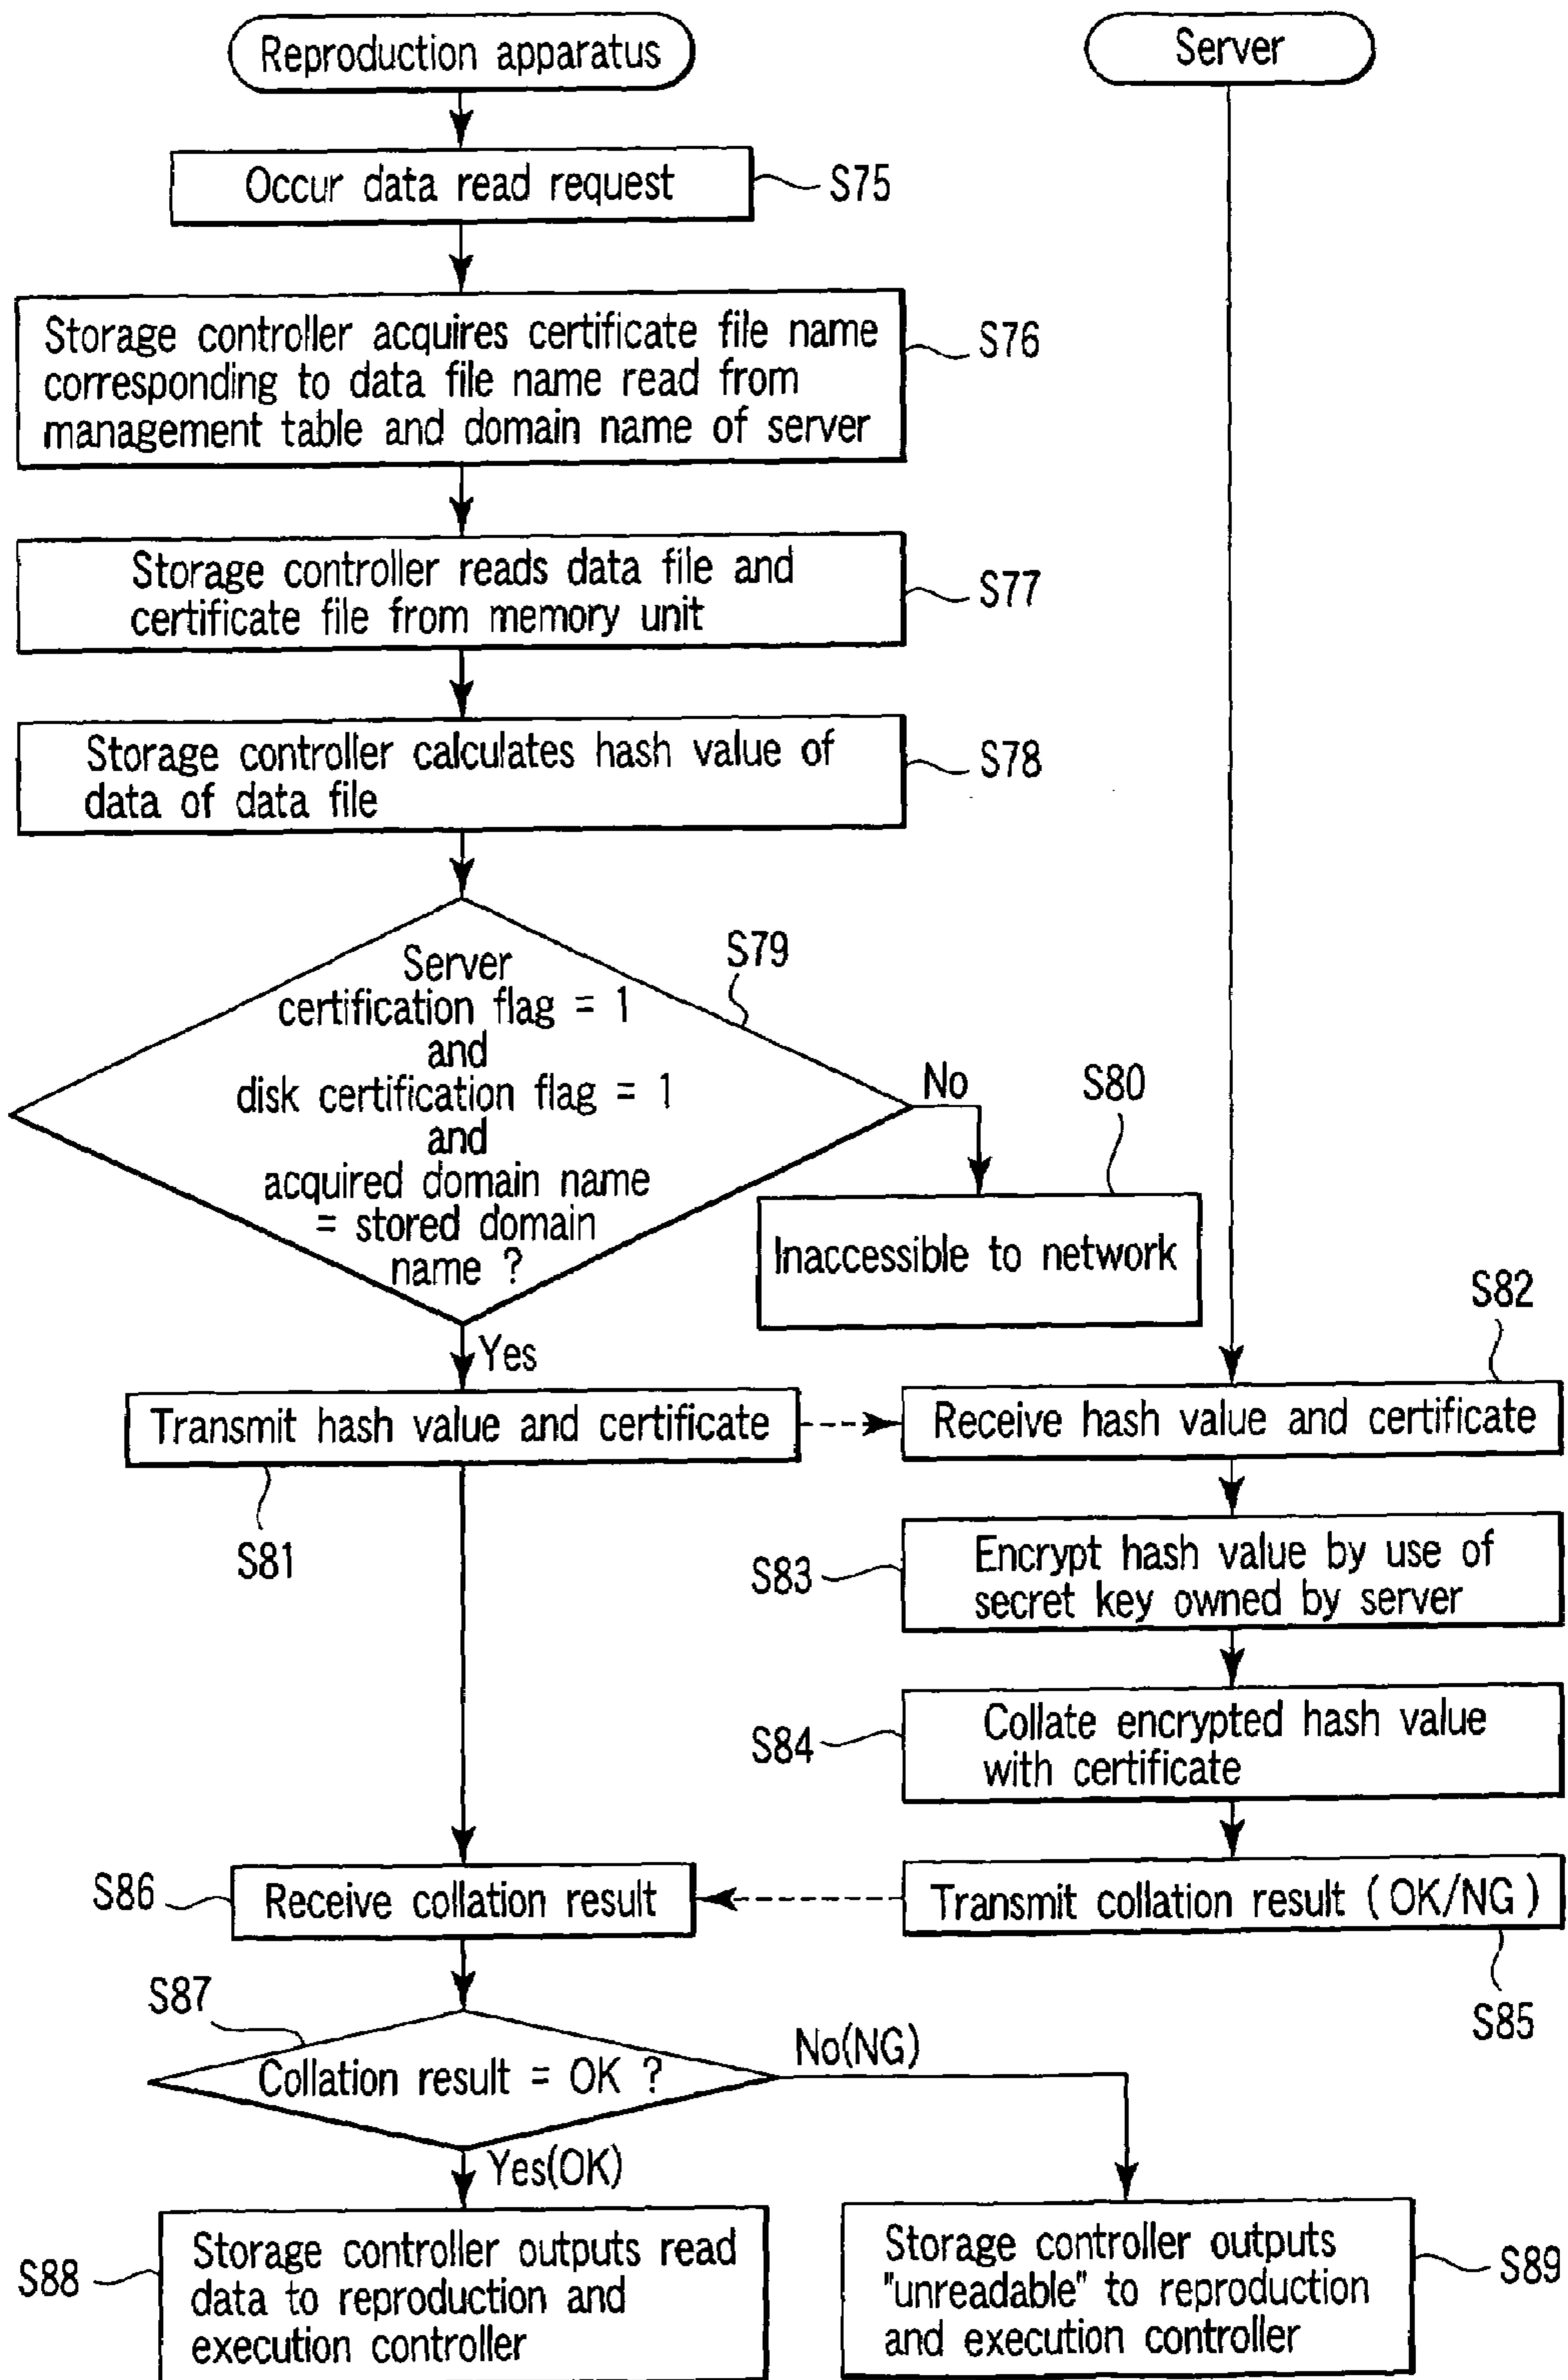 Reproduction apparatus
Server
Occur data read request
S75
Storage controller acquires certificate file name
corresponding to data file name read from
management table and domain name of server
S76
Storage controller reads data file and
certificate file from memory unit
S77
Storage controller calculates hash value of
data of data file
S78
Server
certification flag = 1
and
disk certification flag = 1
and
acquired domain name
= stored domain
name ?
S79
No
S80
Inaccessible to network
Yes
S82
Transmit hash value and certificate
Receive hash value and certificate
S81
Encrypt hash value by use of
secret key owned by server
S83
Collate encrypted hash value
with certificate
S84
S86
Receive collation result
Transmit collation result (OK/NG)
S85
S87
Collation result = OK ?
No(NG)
Yes(OK)
Storage controller outputs read
data to reproduction and
execution controller
S88
Storage controller outputs
"unreadable" to reproduction
and execution controller
S89